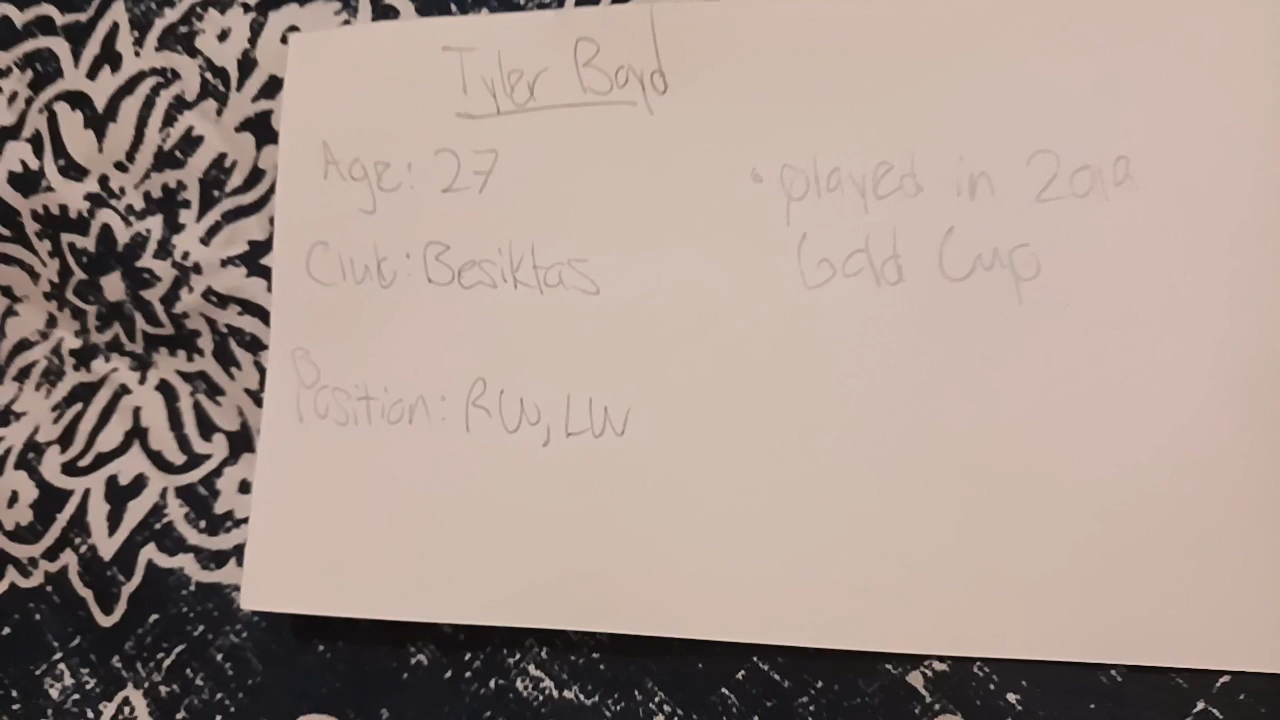 Tyler Boyd
Age: 27
Club: Besiktas
Position: RW, LW
• played in 2019
Gold Cup